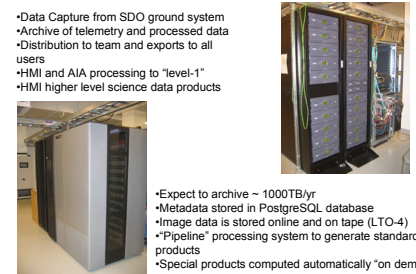 •Data Capture from SDO ground system
•Archive of telemetry and processed data
•Distribution to team and exports to all
users
•HMI and AIA processing to “level-1”
•HMI higher level science data products
•Expect to archive ~ 1000TB/yr
•Metadata stored in PostgreSQL database
•Image data is stored online and on tape (LTO-4)
•“Pipeline” processing system to generate standard
products
•Special products computed automatically “on dem